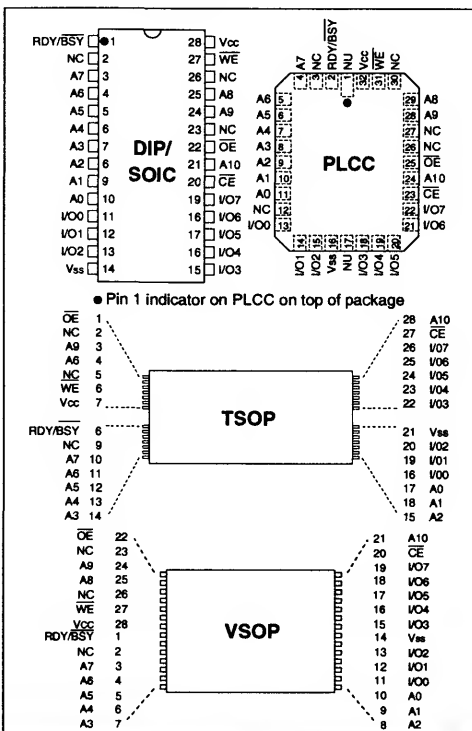 RDY/BSY 1 28 Vcc
NC 2 27 WE
A7 3 26 NC
A6 4 25 A8
A5 5 24 A9
A4 6 23 NC
A3 7 22 OE
A2 8 21 A10
A1 9 20 CE
A0 10 19 I/O7
I/O0 11 18 I/O6
I/O1 12 17 I/O5
I/O2 13 16 I/O4
Vss 14 15 I/O3
DIP/
SOIC
A7 NC RDY/BSY NU Vcc WE NC
4 3 2 1 32 31 30
A6 5 29 A8
A5 6 28 A9
A4 7 27 NC
A3 8 26 NC
A2 9 25 OE
A1 10 24 A10
A0 11 23 CE
NC 12 22 I/O7
I/O0 13 21 I/O6
PLCC
14 15 16 17 18 19 20
I/O1 I/O2 Vss NU I/O3 I/O4 I/O5
● Pin 1 indicator on PLCC on top of package
OE 1 28 A10
NC 2 27 CE
A9 3 26 I/07
A6 4 25 I/06
NC 5 24 I/05
WE 6 23 I/04
Vcc 7 22 I/03
TSOP
RDY/BSY 6 21 Vss
NC 9 20 I/02
A7 10 19 I/01
A6 11 16 I/00
A5 12 17 A0
A4 13 18 A1
A3 14 15 A2
OE 22 21 A10
NC 23 20 CE
A9 24 19 I/O7
A8 25 18 I/O6
NC 26 17 I/O5
WE 27 16 I/O4
Vcc 28 15 I/O3
RDY/BSY 1 14 Vss
NC 2 13 I/O2
A7 3 12 I/O1
A6 4 11 I/O0
A5 5 10 A0
A4 6 9 A1
A3 7 8 A2
VSOP